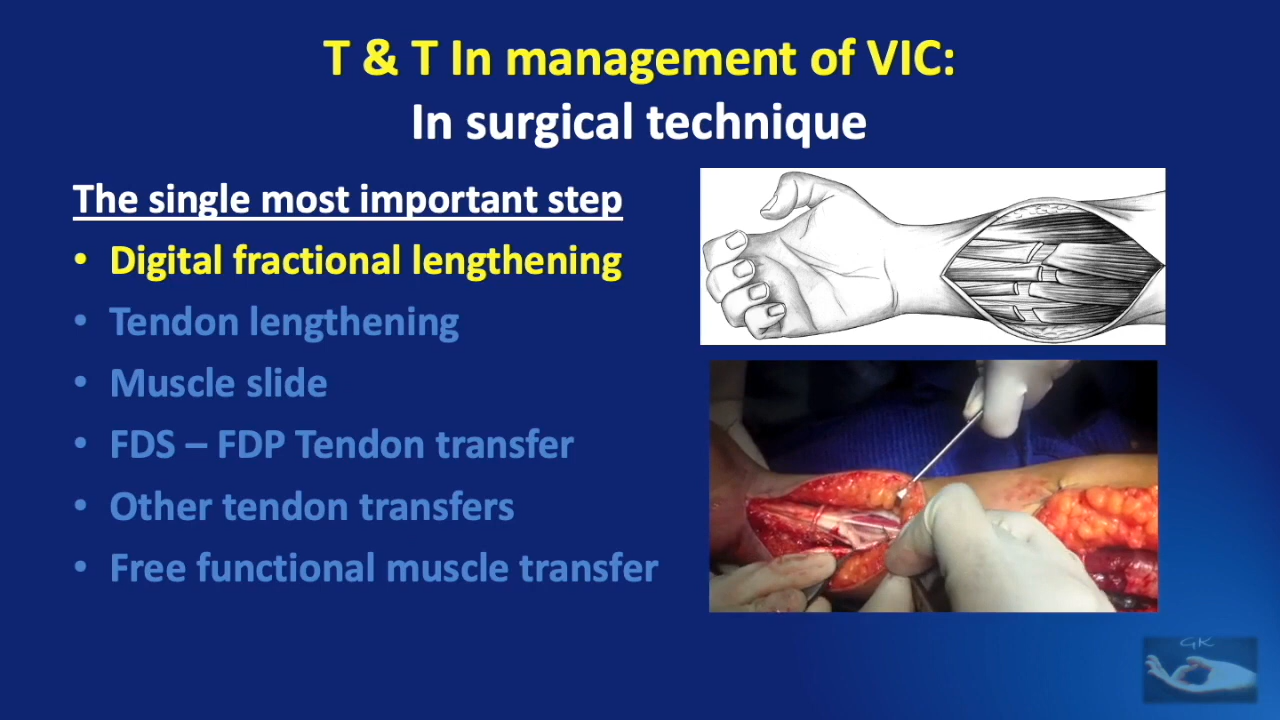 T & T In management of VIC:
In surgical technique
The single most important step
• Digital fractional lengthening
• Tendon lengthening
• Muscle slide
• FDS – FDP Tendon transfer
• Other tendon transfers
• Free functional muscle transfer
GK